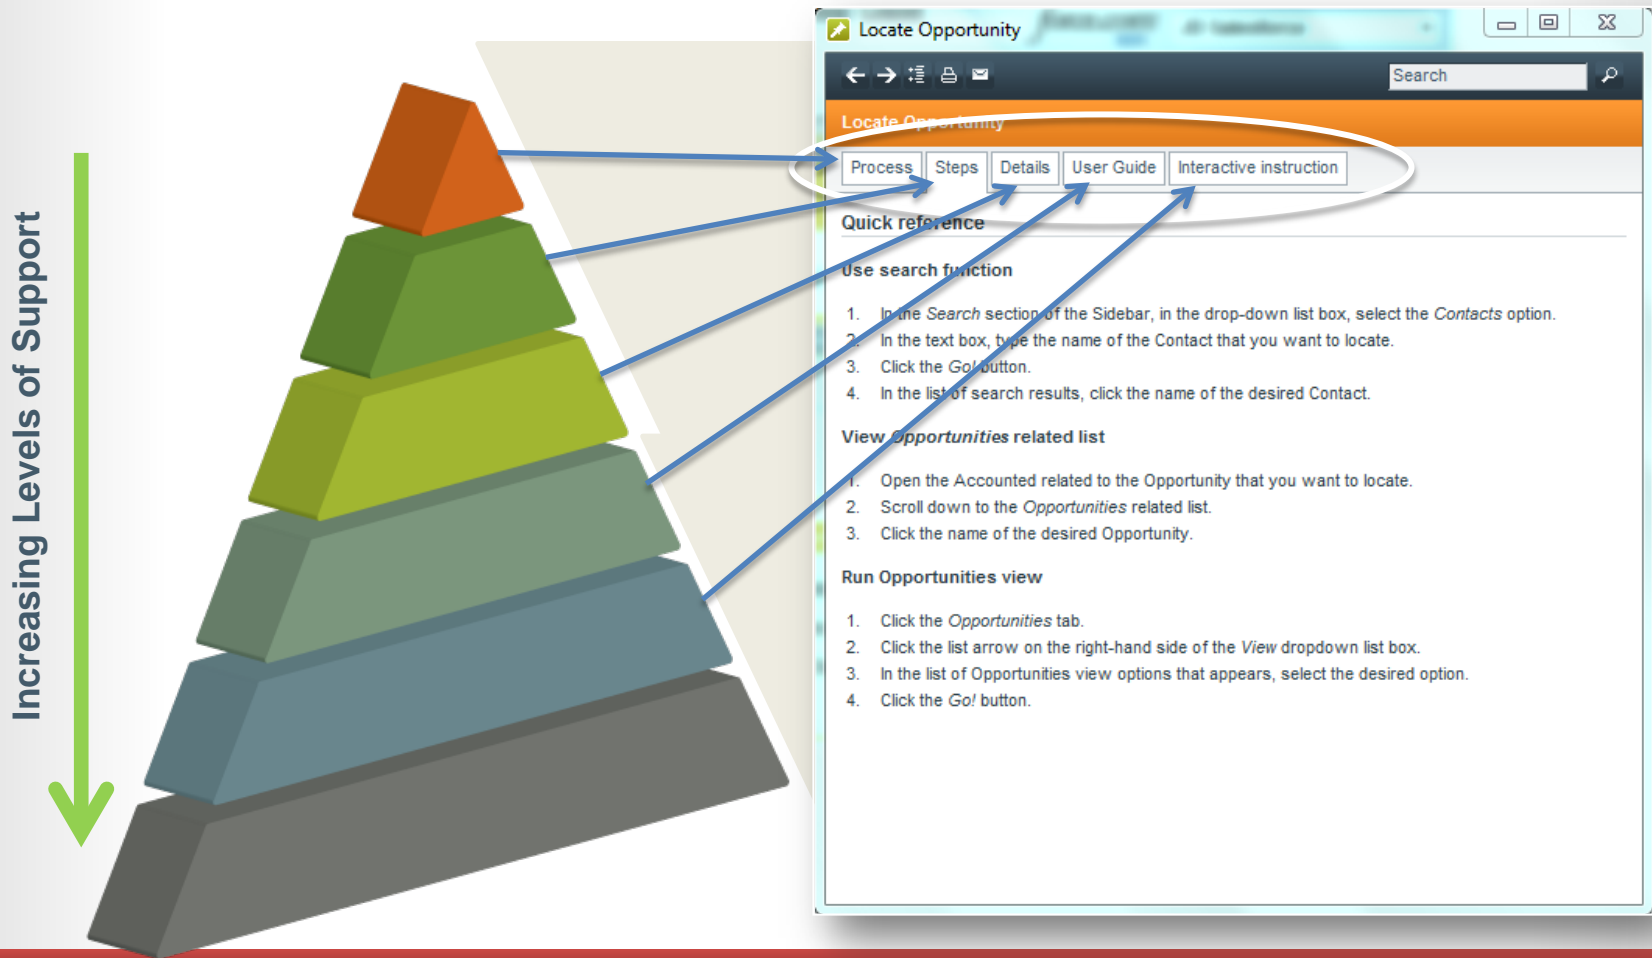 Increasing Levels of Support
Locate Opportunity
Search
Locate Opportunity
Process Steps Details User Guide Interactive instruction
Quick reference
Use search function
1. In the Search section of the Sidebar, in the drop-down list box, select the Contacts option.
2. In the text box, type the name of the Contact that you want to locate.
3. Click the Go! button.
4. In the list of search results, click the name of the desired Contact.
View Opportunities related list
1. Open the Accounted related to the Opportunity that you want to locate.
2. Scroll down to the Opportunities related list.
3. Click the name of the desired Opportunity.
Run Opportunities view
1. Click the Opportunities tab.
2. Click the list arrow on the right-hand side of the View dropdown list box.
3. In the list of Opportunities view options that appears, select the desired option.
4. Click the Go! button.